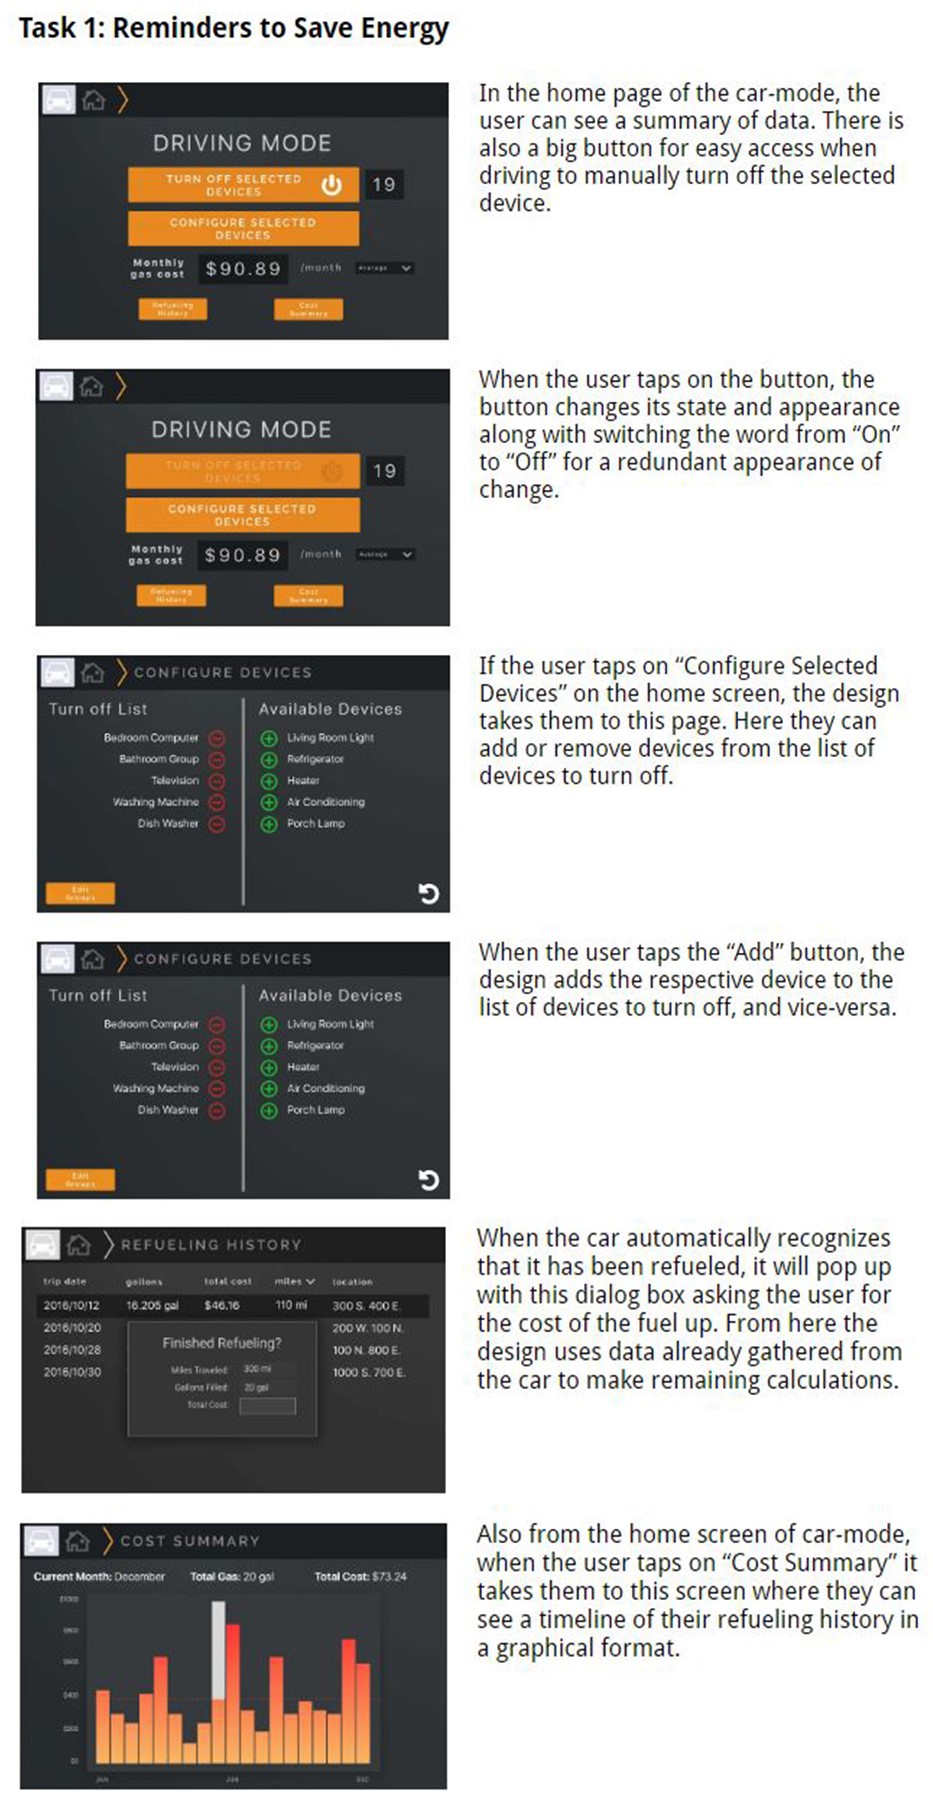 Task 1: Reminders to Save Energy
DRIVING MODE
TURN OFF SELECTED
DEVICES
19
CONFIGURE SELECTED
DEVICES
Monthly
gas cost
$90.89
/month
Average
Refueling
History
Cost
Summary
In the home page of the car-mode, the
user can see a summary of data. There is
also a big button for easy access when
driving to manually turn off the selected
device.
DRIVING MODE
TURN OFF SELECTED
DEVICES
19
CONFIGURE SELECTED
DEVICES
Monthly
gas cost
$90.89
/month
Average
Refueling
History
Cost
Summary
When the user taps on the button, the
button changes its state and appearance
along with switching the word from “On”
to “Off” for a redundant appearance of
change.
CONFIGURE DEVICES
Turn off List
Available Devices
Bedroom Computer
Living Room Light
Bathroom Group
Refrigerator
Television
Heater
Washing Machine
Air Conditioning
Dish Washer
Porch Lamp
Edit
Groups
If the user taps on “Configure Selected
Devices” on the home screen, the design
takes them to this page. Here they can
add or remove devices from the list of
devices to turn off.
CONFIGURE DEVICES
Turn off List
Available Devices
Bedroom Computer
Living Room Light
Bathroom Group
Refrigerator
Television
Heater
Washing Machine
Air Conditioning
Dish Washer
Porch Lamp
Edit
Groups
When the user taps the “Add” button, the
design adds the respective device to the
list of devices to turn off, and vice-versa.
REFUELING HISTORY
trip date gallons total cost miles location
2016/10/12 16.205 gal $46.16 110 mi 300 S. 400 E.
2016/10/20 200 W. 100 N.
2016/10/28 100 N. 800 E.
2016/10/30 1000 S. 700 E.
Finished Refueling?
Miles Traveled: 300 mi
Gallons Filled: 20 gal
Total Cost:
When the car automatically recognizes
that it has been refueled, it will pop up
with this dialog box asking the user for
the cost of the fuel up. From here the
design uses data already gathered from
the car to make remaining calculations.
COST SUMMARY
Current Month: December Total Gas: 20 gal Total Cost: $73.24
$400
$200
$0
JAN JUN DEC
Also from the home screen of car-mode,
when the user taps on “Cost Summary” it
takes them to this screen where they can
see a timeline of their refueling history in
a graphical format.